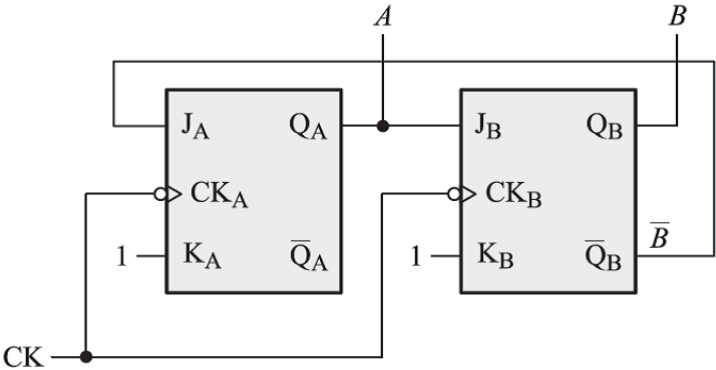 A B
J_A Q_A J_B Q_B
CK_A CK_B
1 K_A Q̅_A 1 K_B Q̅_B B̅
CK